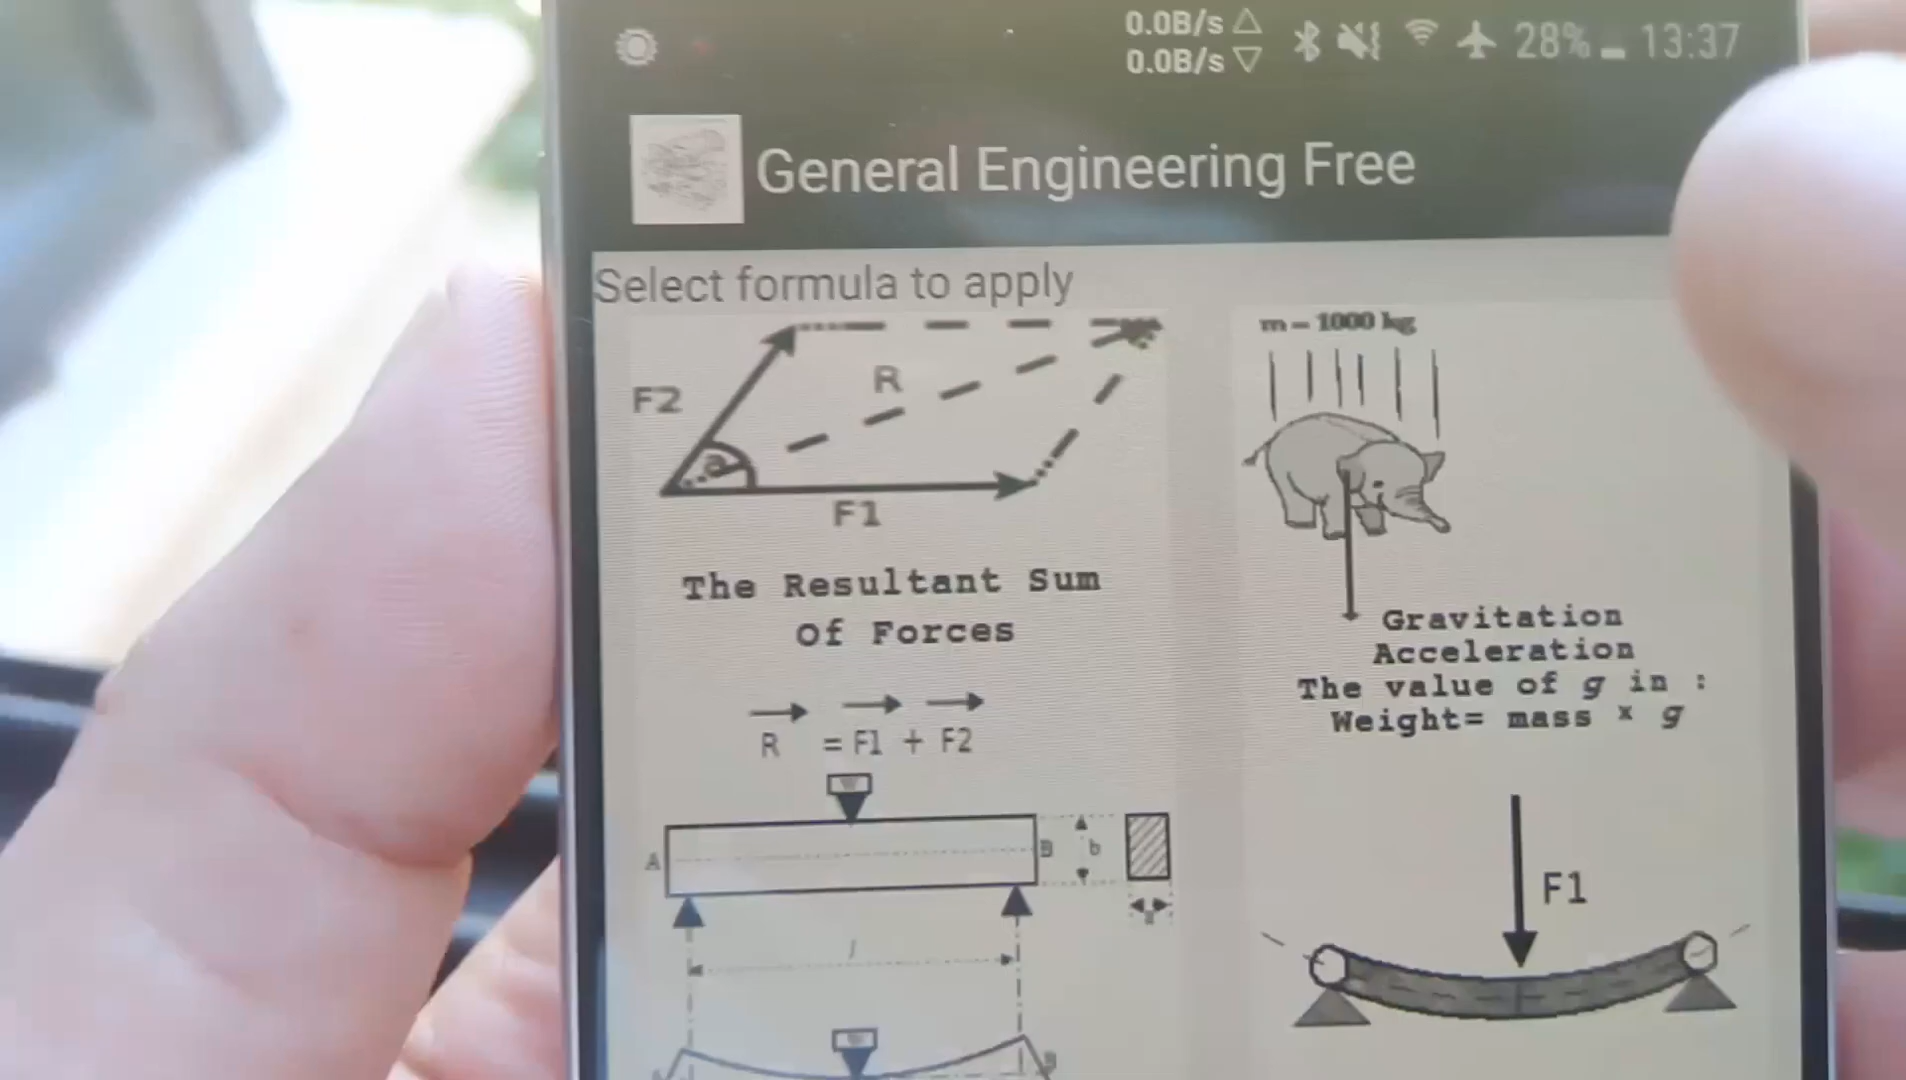 0.0B/s
0.0B/s
28% 13:37
General Engineering Free
Select formula to apply
F2
R
a
F1
The Resultant Sum
Of Forces
R = F1 + F2
m - 1000 kg
Gravitation
Acceleration
The value of g in :
Weight= mass x g
A
B
b
l
B
F1